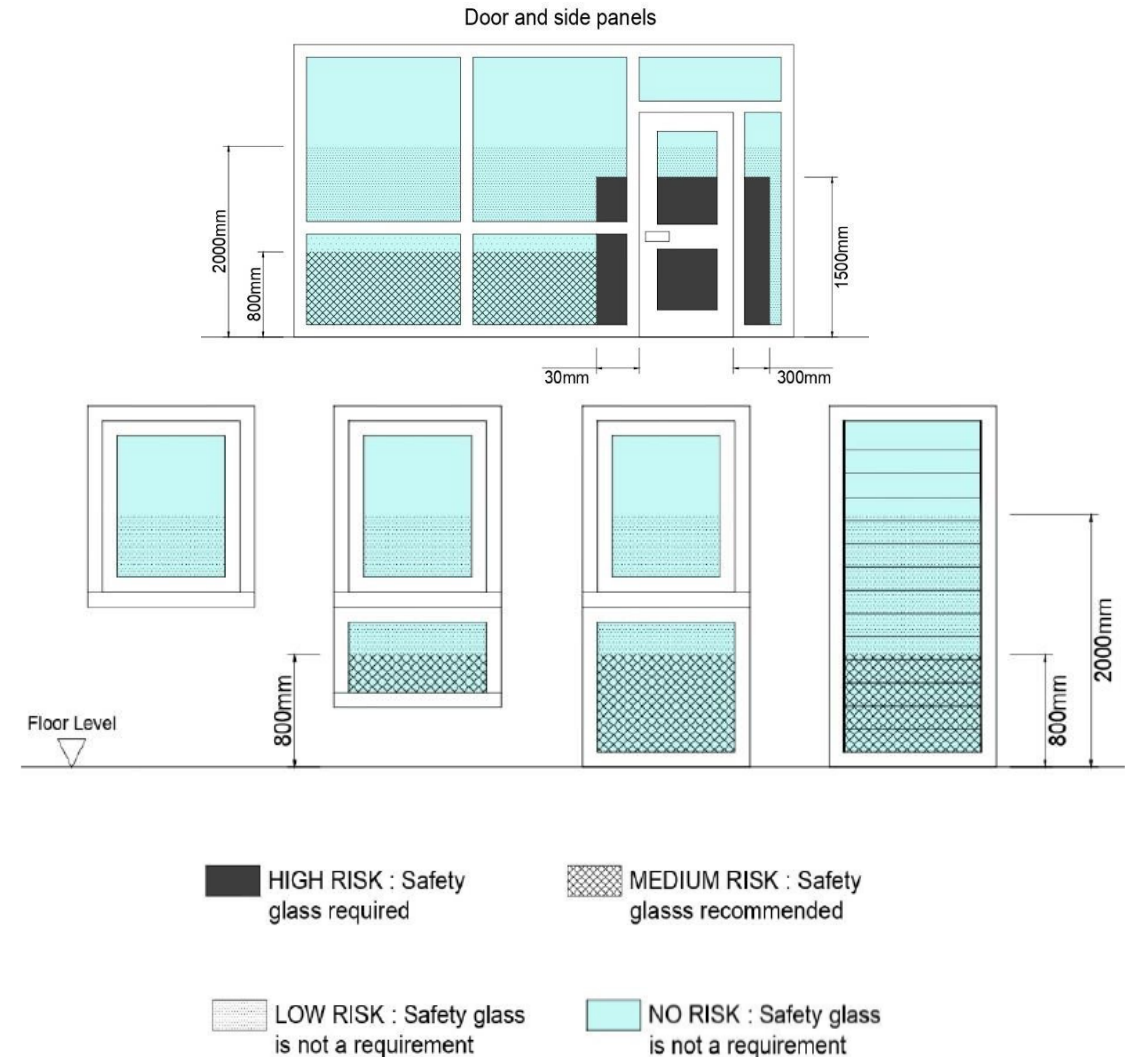 Door and side panels
2000mm
800mm
1500mm
30mm
300mm
Floor Level
800mm
800mm
2000mm
HIGH RISK : Safety
glass required
MEDIUM RISK : Safety
glasss recommended
LOW RISK : Safety glass
is not a requirement
NO RISK : Safety glass
is not a requirement